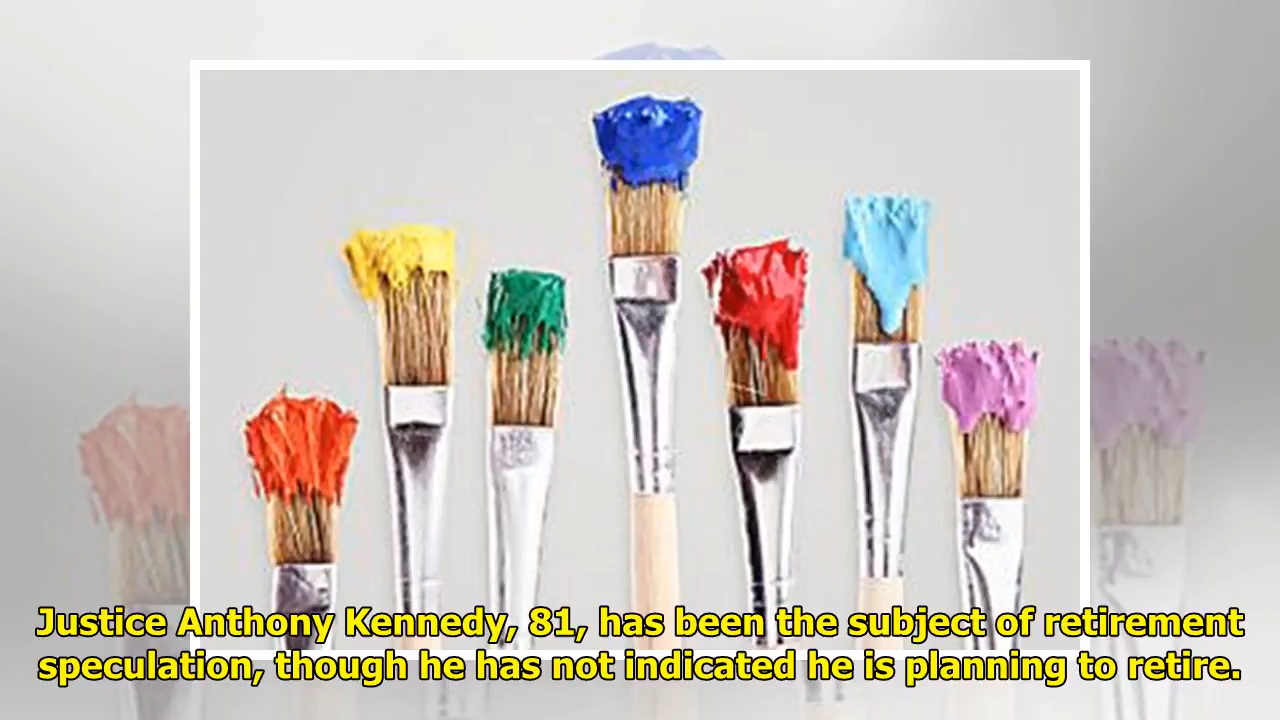 Justice Anthony Kennedy, 81, has been the subject of retirement
speculation, though he has not indicated he is planning to retire.